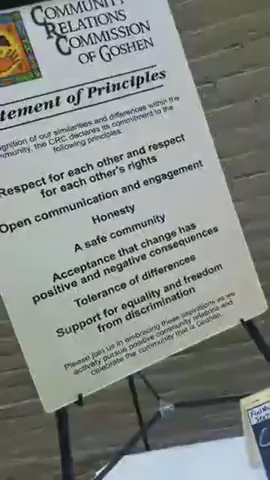 COMMUNITY
RELATIONS
COMMISSION
OF GOSHEN
tement of Principles
gnition of our similarities and differences within the
mmunity, the CRC declares its commitment to the
following principles:
Respect for each other and respect
for each other's rights
Open communication and engagement
Honesty
A safe community
Acceptance that change has
positive and negative consequences
Tolerance of differences
Support for equality and freedom
from discrimination
Please join us in embracing these aspirations as we
actively pursue positive community relations and
celebrate the community that is Goshen.